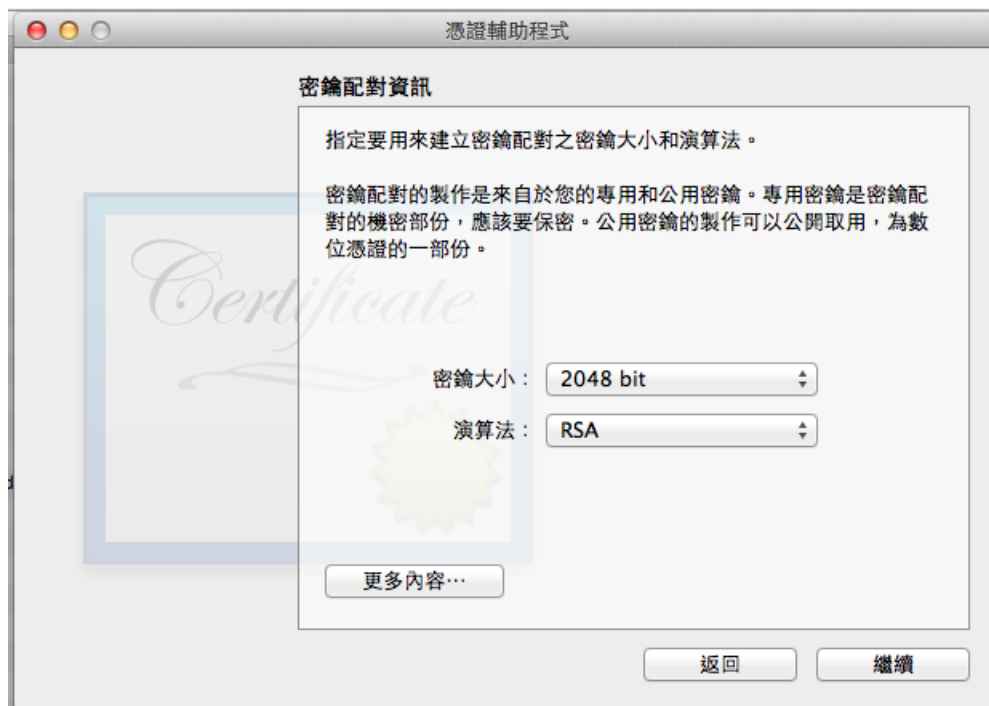 憑證輔助程式
密鑰配對資訊
指定要用來建立密鑰配對之密鑰大小和演算法。
密鑰配對的製作是來自於您的專用和公用密鑰。專用密鑰是密鑰配
對的機密部份，應該要保密。公用密鑰的製作可以公開取用，為數
位憑證的一部份。
Certificate
密鑰大小： 2048 bit
演算法： RSA
更多內容⋯
返回 繼續